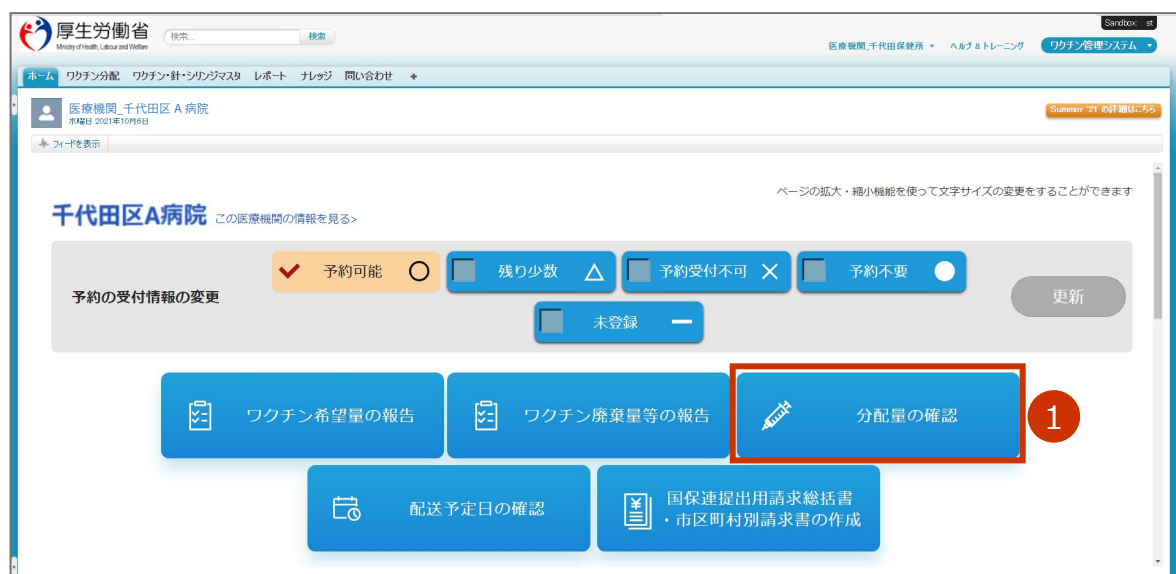 Sandbox: st
厚生労働省
Ministry of Health, Labour and Welfare
検索...
検索
医療機関_千代田保健所
ヘルプ & トレーニング
ワクチン管理システム
ホーム ワクチン分配 ワクチン・針・シリンジマスタ レポート ナレッジ 問い合わせ +
医療機関_千代田区 A 病院
水曜日 2021年10月6日
Summer '21 の詳細はこちら
フィードを表示
ページの拡大・縮小機能を使って文字サイズの変更をすることができます
千代田区A病院 この医療機関の情報を見る>
予約の受付情報の変更
予約可能
残り少数
予約受付不可
予約不要
未登録
更新
ワクチン希望量の報告
ワクチン廃棄量等の報告
分配量の確認
1
配送予定日の確認
国保連提出用請求総括書
・市区町村別請求書の作成